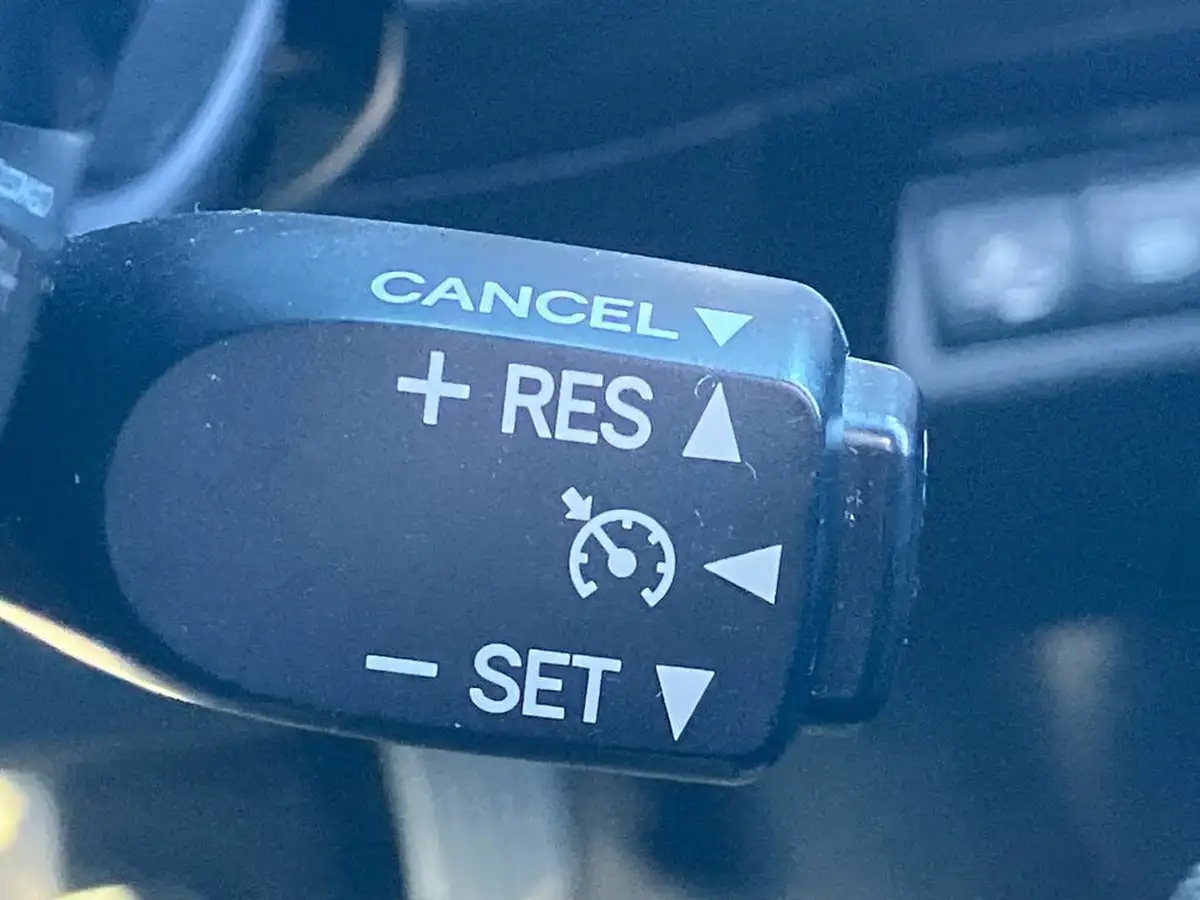 CANCEL ▼
+ RES ▲
◀
− SET ▼